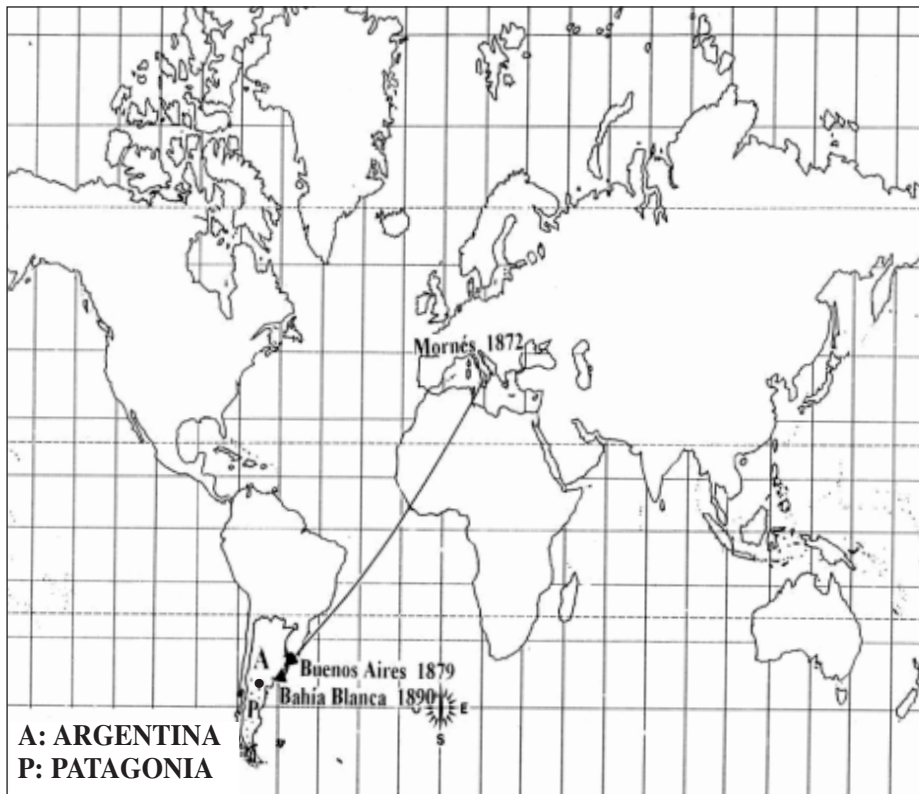 Mornés 1872
A
Buenos Aires 1879
Bahía Blanca 1890
P
E
S
A: ARGENTINA
P: PATAGONIA